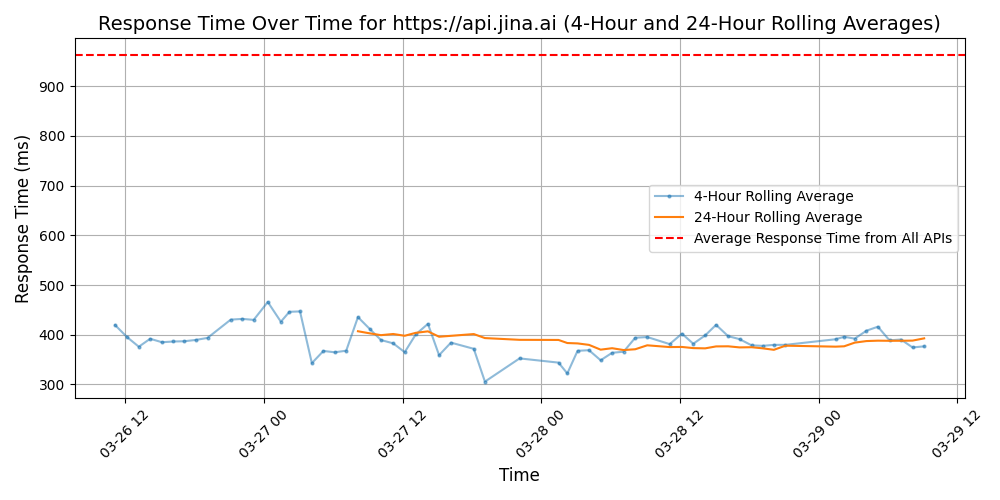 Response Time Over Time for https://api.jina.ai (4-Hour and 24-Hour Rolling Averages)
Response Time (ms)
900
800
700
600
500
400
300
4-Hour Rolling Average
24-Hour Rolling Average
Average Response Time from All APIs
03-26 12
03-27 00
03-27 12
03-28 00
03-28 12
03-29 00
03-29 12
Time